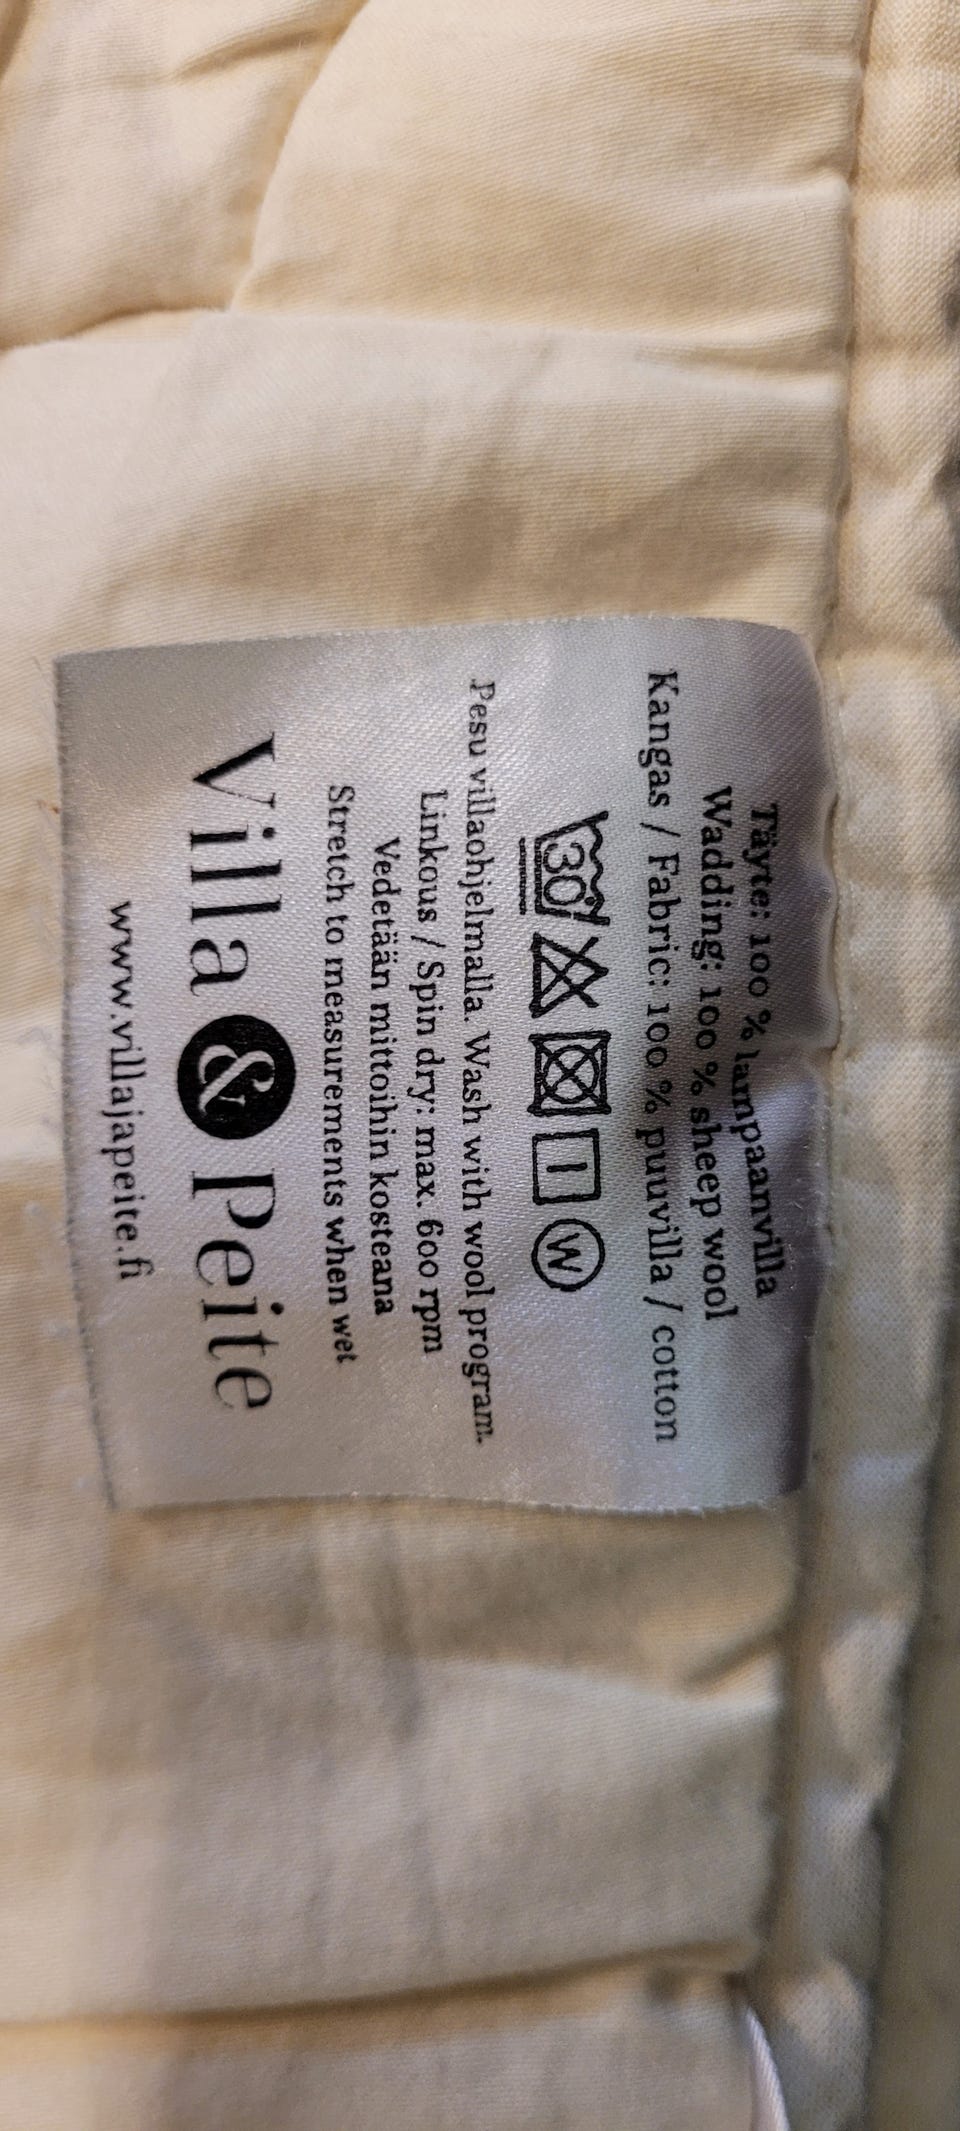 Täyte: 100 % lampaanvilla
Wadding: 100 % sheep wool
Kangas / Fabric: 100 % puuvilla / cotton
30° W
Pesu villaohjelmalla. Wash with wool program.
Linkous / Spin dry: max. 600 rpm
Vedetään mittoihin kosteana
Stretch to measurements when wet
Villa & Peite
www.villajapeite.fi